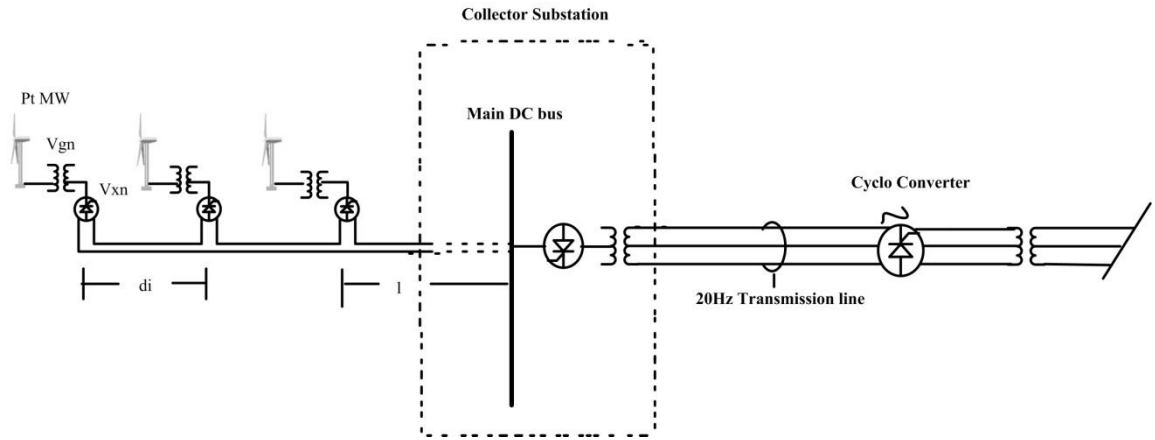 Collector Substation
Pt MW
Main DC bus
Vgn
Vxn
Cyclo Converter
di
l
20Hz Transmission line